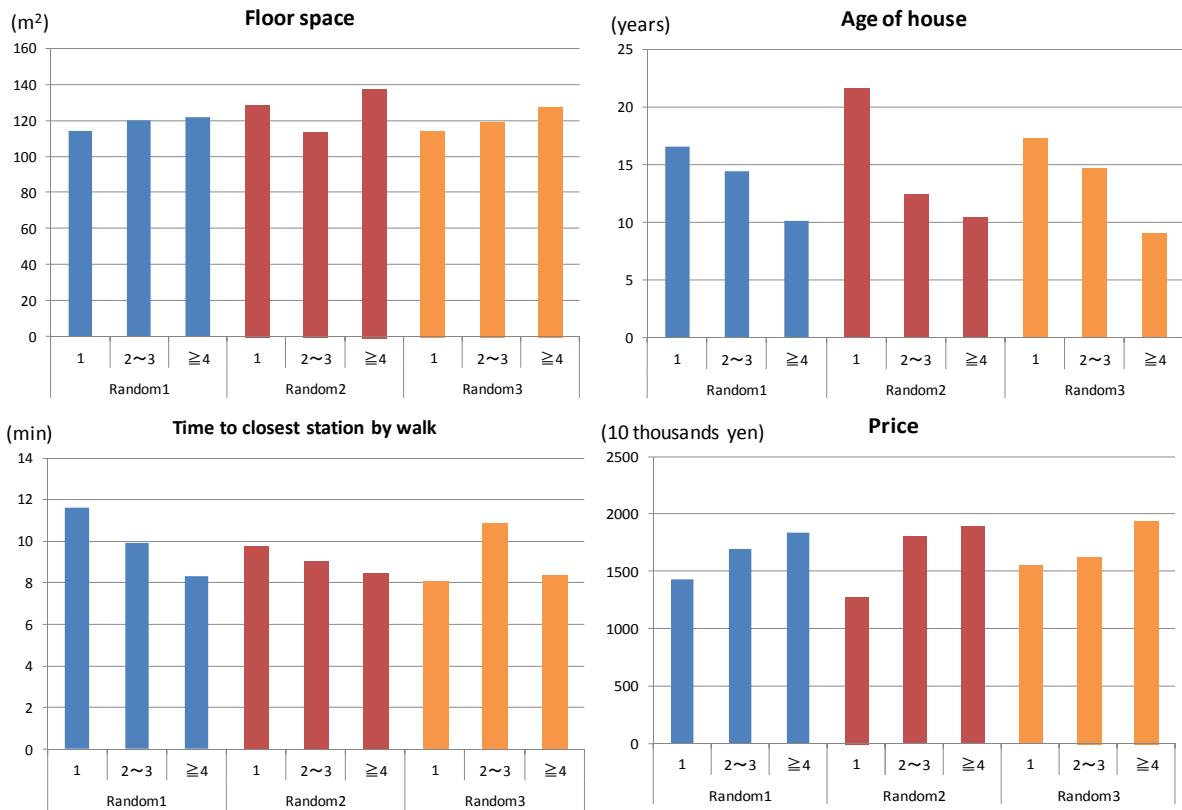 (m²)
Floor space
160
140
120
100
80
60
40
20
0
1 2～3 ≧4 1 2～3 ≧4 1 2～3 ≧4
Random1 Random2 Random3
(years)
Age of house
25
20
15
10
5
0
1 2～3 ≧4 1 2～3 ≧4 1 2～3 ≧4
Random1 Random2 Random3
(min)
Time to closest station by walk
14
12
10
8
6
4
2
0
1 2～3 ≧4 1 2～3 ≧4 1 2～3 ≧4
Random1 Random2 Random3
(10 thousands yen)
Price
2500
2000
1500
1000
500
0
1 2～3 ≧4 1 2～3 ≧4 1 2～3 ≧4
Random1 Random2 Random3